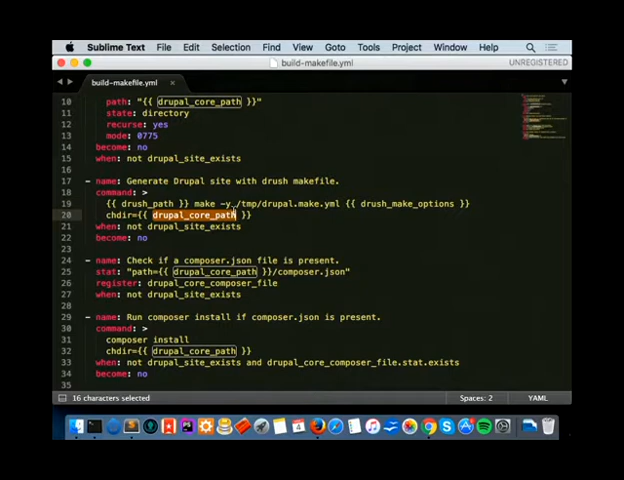 Sublime Text File Edit Selection Find View Goto Tools Project Window Help
build-makefile.yml UNREGISTERED
build-makefile.yml
10 path: "{{ drupal_core_path }}"
11 state: directory
12 recurse: yes
13 mode: 0775
14 become: no
15 when: not drupal_site_exists
16
17 - name: Generate Drupal site with drush makefile.
18 command: >
19 {{ drush_path }} make -y /tmp/drupal.make.yml {{ drush_make_options }}
20 chdir={{ drupal_core_path }}
21 when: not drupal_site_exists
22 become: no
23
24 - name: Check if a composer.json file is present.
25 stat: "path={{ drupal_core_path }}/composer.json"
26 register: drupal_core_composer_file
27 when: not drupal_site_exists
28
29 - name: Run composer install if composer.json is present.
30 command: >
31 composer install
32 chdir={{ drupal_core_path }}
33 when: not drupal_site_exists and drupal_core_composer_file.stat.exists
34 become: no
35
16 characters selected Spaces: 2 YAML